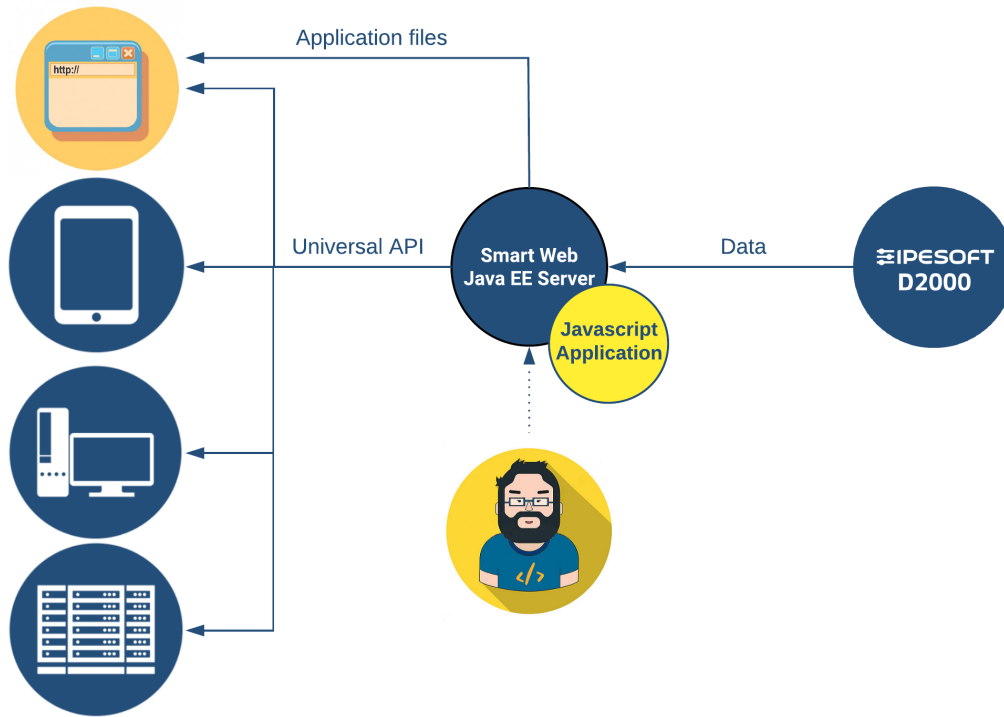 Application files
http://
Universal API
Smart Web
Java EE Server
Data
IPESOFT
D2000
Javascript
Application
</>